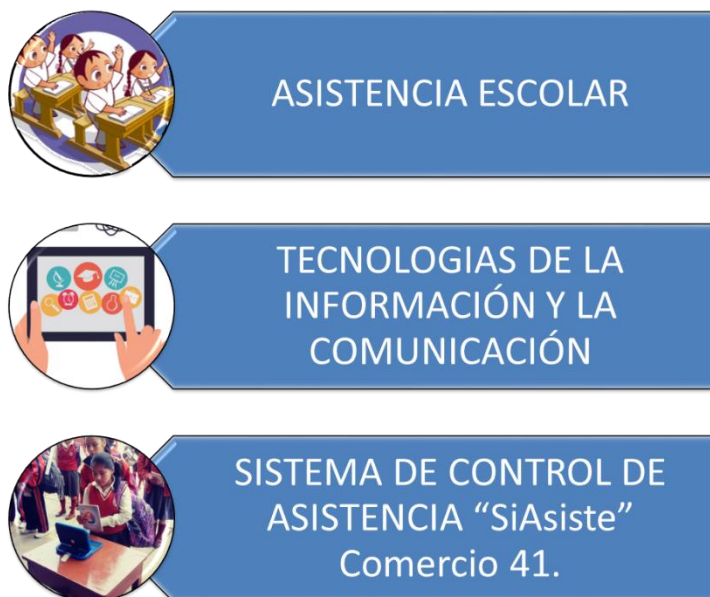 ASISTENCIA ESCOLAR
TECNOLOGIAS DE LA
INFORMACIÓN Y LA
COMUNICACIÓN
SISTEMA DE CONTROL DE
ASISTENCIA “SiAsiste”
Comercio 41.